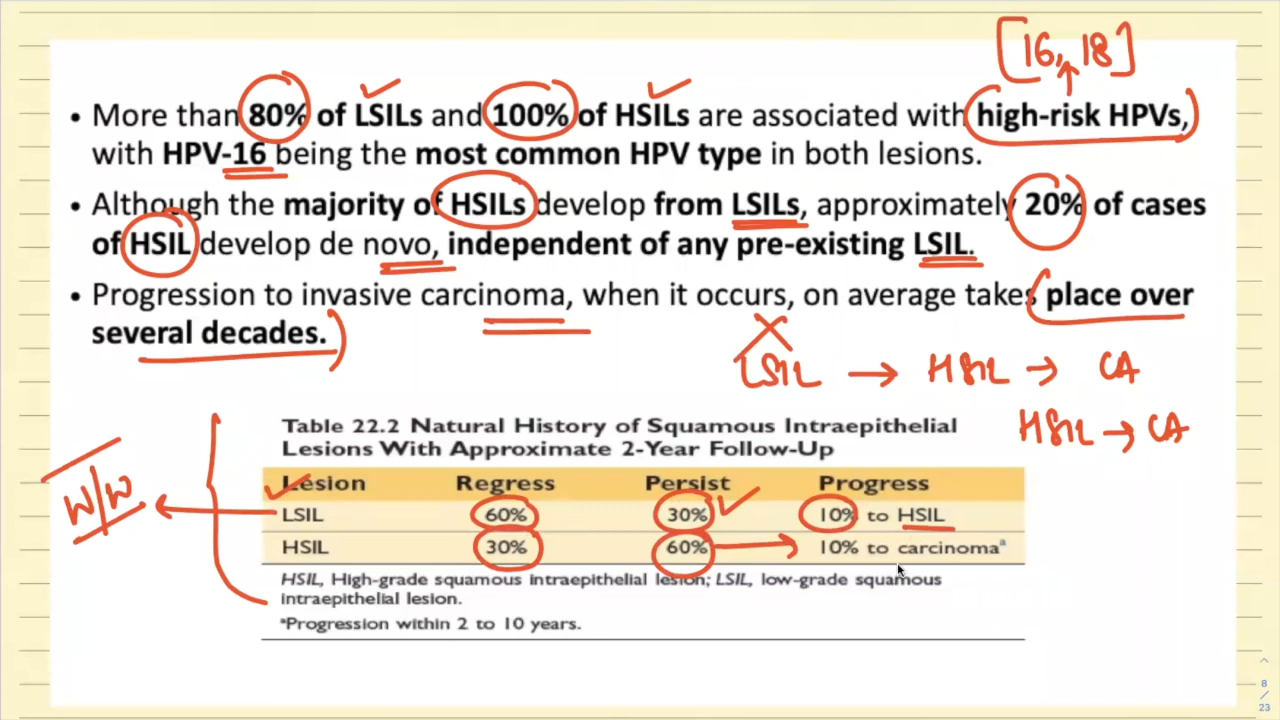 [16, 18]
• More than 80% of LSILs and 100% of HSILs are associated with high-risk HPVs,
with HPV-16 being the most common HPV type in both lesions.
• Although the majority of HSILs develop from LSILs, approximately 20% of cases
of HSIL develop de novo, independent of any pre-existing LSIL.
• Progression to invasive carcinoma, when it occurs, on average takes place over
several decades.
LSIL → HSIL → CA
HSIL → CA
Table 22.2 Natural History of Squamous Intraepithelial
Lesions With Approximate 2-Year Follow-Up
Lesion Regress Persist Progress
W/W
LSIL 60% 30% 10% to HSIL
HSIL 30% 60% 10% to carcinomaᵃ
HSIL, High-grade squamous intraepithelial lesion; LSIL, low-grade squamous
intraepithelial lesion.
ᵃProgression within 2 to 10 years.
8
/
23